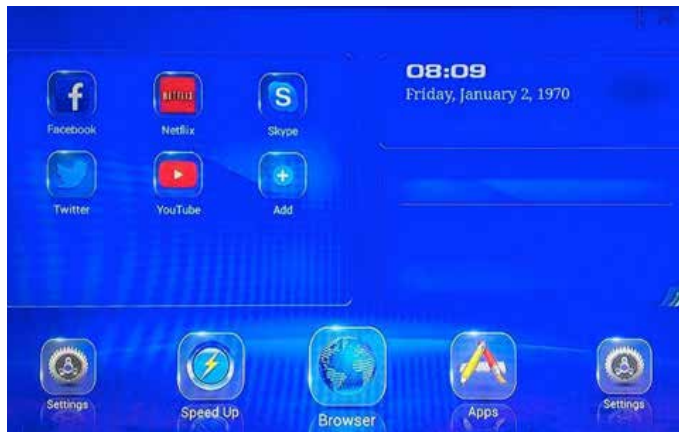 08:09
Friday, January 2, 1970
f
NETFLIX
S
Facebook
Netflix
Skype
Twitter
YouTube
Add
Settings
Speed Up
Browser
Apps
Settings